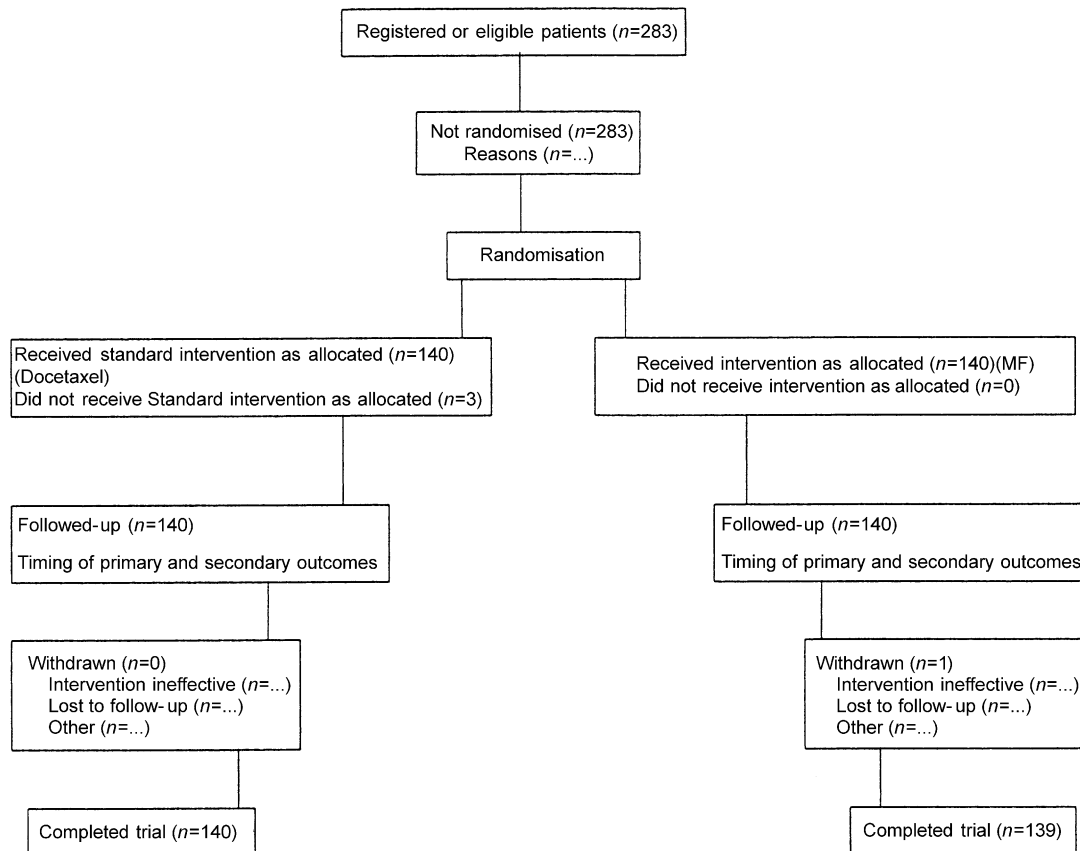 Registered or eligible patients (n=283)
Not randomised (n=283)
Reasons (n=...)
Randomisation
Received standard intervention as allocated (n=140)
(Docetaxel)
Did not receive Standard intervention as allocated (n=3)
Received intervention as allocated (n=140)(MF)
Did not receive intervention as allocated (n=0)
Followed-up (n=140)
Timing of primary and secondary outcomes
Followed-up (n=140)
Timing of primary and secondary outcomes
Withdrawn (n=0)
Intervention ineffective (n=...)
Lost to follow-up (n=...)
Other (n=...)
Withdrawn (n=1)
Intervention ineffective (n=...)
Lost to follow-up (n=...)
Other (n=...)
Completed trial (n=140)
Completed trial (n=139)